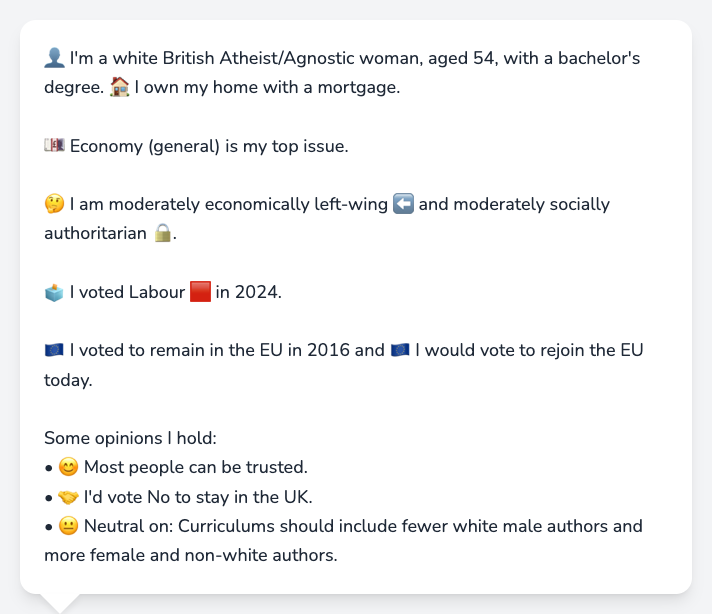 👤 I'm a white British Atheist/Agnostic woman, aged 54, with a bachelor's
degree. 🏠 I own my home with a mortgage.
💷 Economy (general) is my top issue.
🤔 I am moderately economically left-wing ⬅️ and moderately socially
authoritarian 🔒.
🗳️ I voted Labour 🟥 in 2024.
🇪🇺 I voted to remain in the EU in 2016 and 🇪🇺 I would vote to rejoin the EU
today.
Some opinions I hold:
• 😊 Most people can be trusted.
• 🤝 I'd vote No to stay in the UK.
• 😐 Neutral on: Curriculums should include fewer white male authors and
more female and non-white authors.